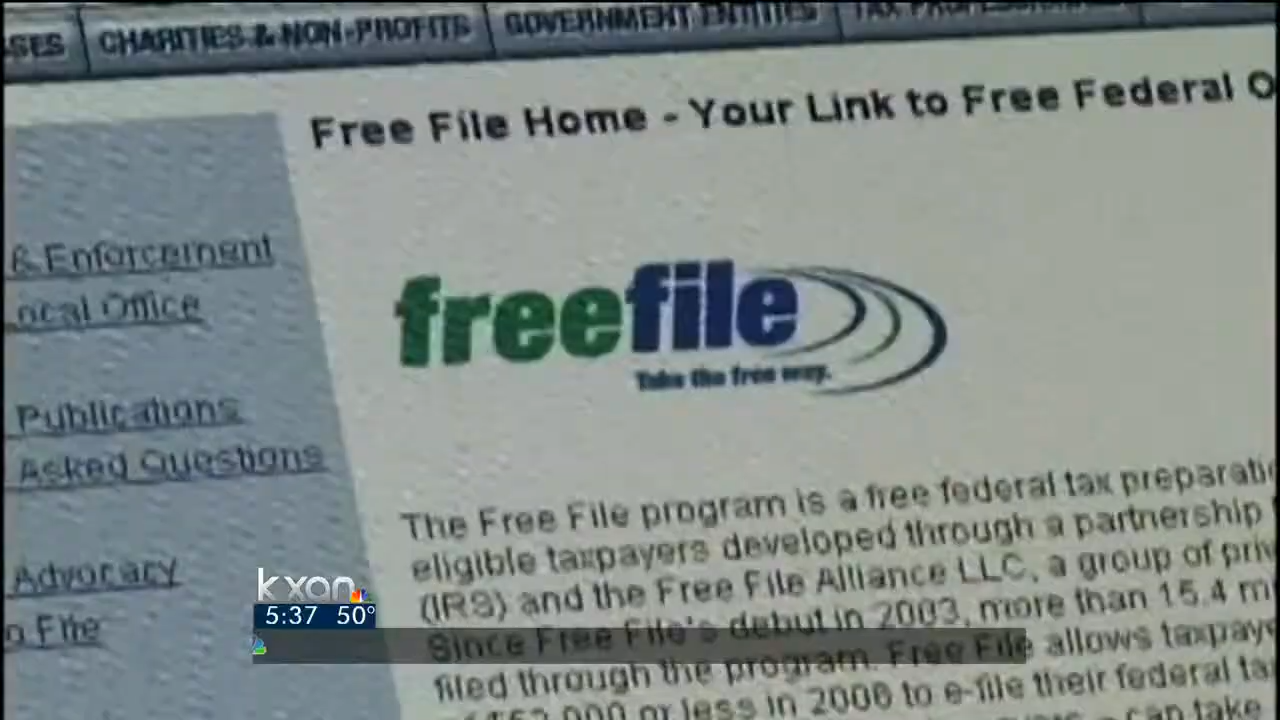 SES CHARITIES & NON-PROFITS GOVERNMENT ENTITIES
Free File Home - Your Link to Free Federal O
& Enforcement
ocal Office
Publications
Asked Questions
Advocacy
o File
freefile
Take the free way.
The Free File program is a free federal tax preparati
eligible taxpayers developed through a partnership
(IRS) and the Free File Alliance LLC, a group of priv
Since Free File's debut in 2003, more than 15.4 m
filed through the program. Free File allows taxpaye
or less in 2006 to e-file their federal ta
can take
kxan
5:37 50°